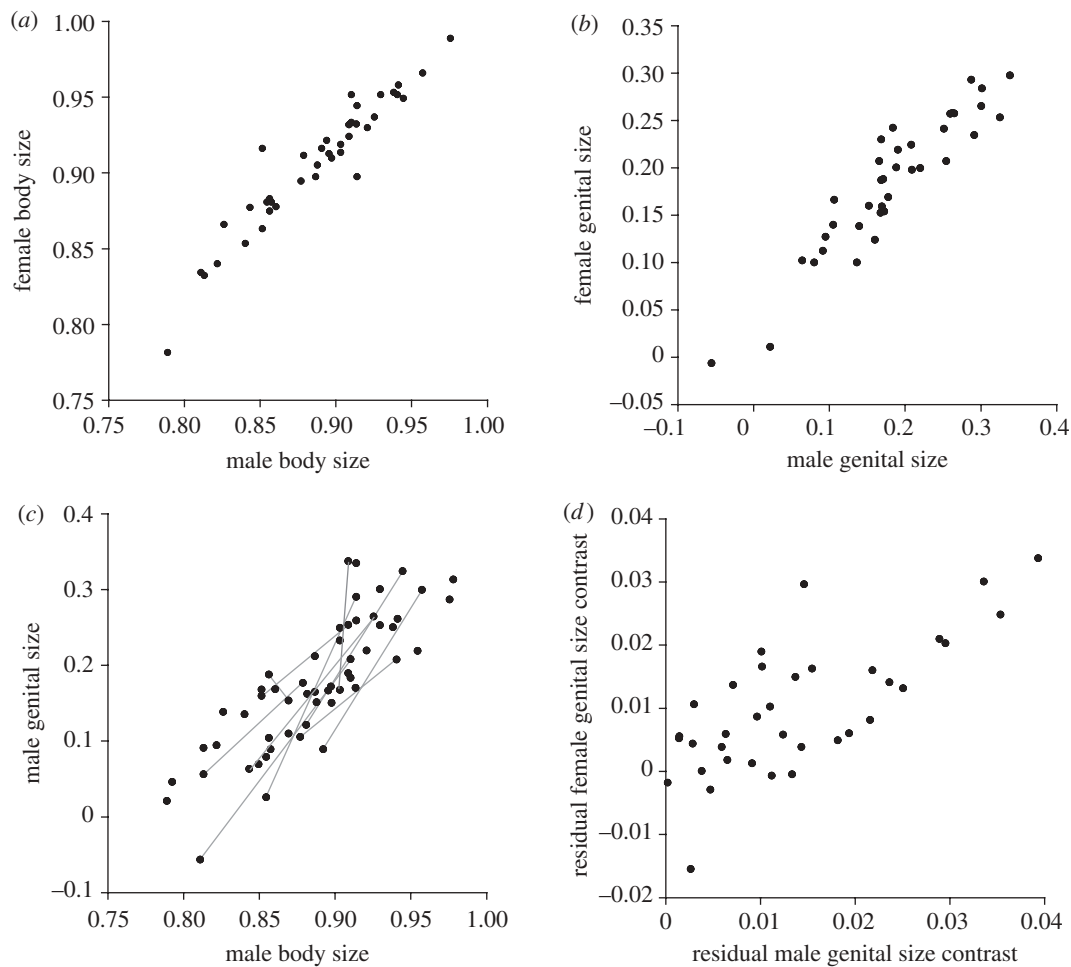 (a)
1.00
0.95
0.90
0.85
0.80
0.75
female body size
0.75 0.80 0.85 0.90 0.95 1.00
male body size
(b)
0.35
0.30
0.25
0.20
0.15
0.10
0.05
0
–0.05
female genital size
–0.1 0 0.1 0.2 0.3 0.4
male genital size
(c)
0.4
0.3
0.2
0.1
0
–0.1
male genital size
0.75 0.80 0.85 0.90 0.95 1.00
male body size
(d)
0.04
0.03
0.02
0.01
0
–0.01
–0.02
residual female genital size contrast
0 0.01 0.02 0.03 0.04
residual male genital size contrast